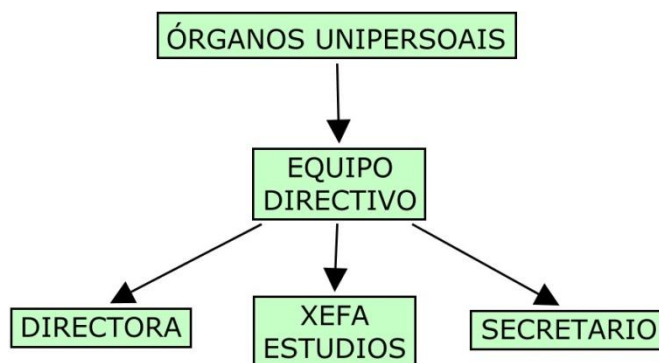 ÓRGANOS UNIPERSOAIS
EQUIPO
DIRECTIVO
DIRECTORA
XEFA
ESTUDIOS
SECRETARIO